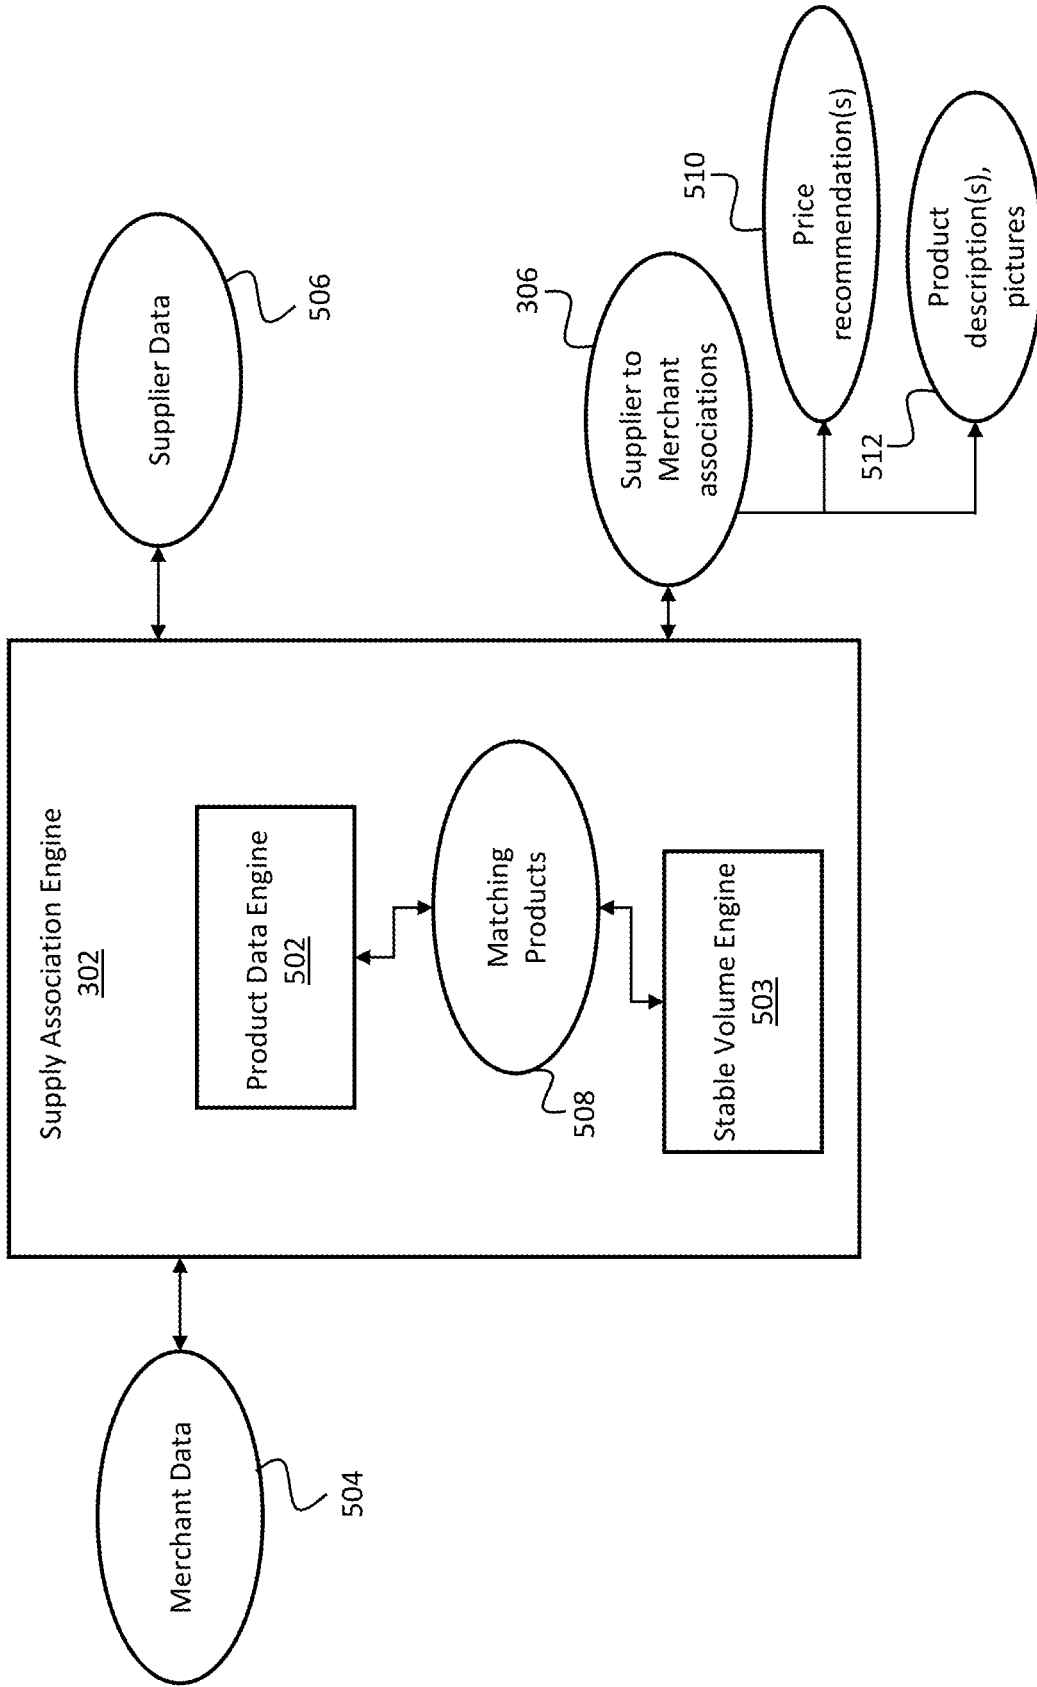 Supply Association Engine
302
Merchant Data
504
Product Data Engine
502
Matching
Products
508
Stable Volume Engine
503
Supplier Data
506
Supplier to
Merchant
associations
306
Price
recommendation(s)
510
Product
description(s),
pictures
512